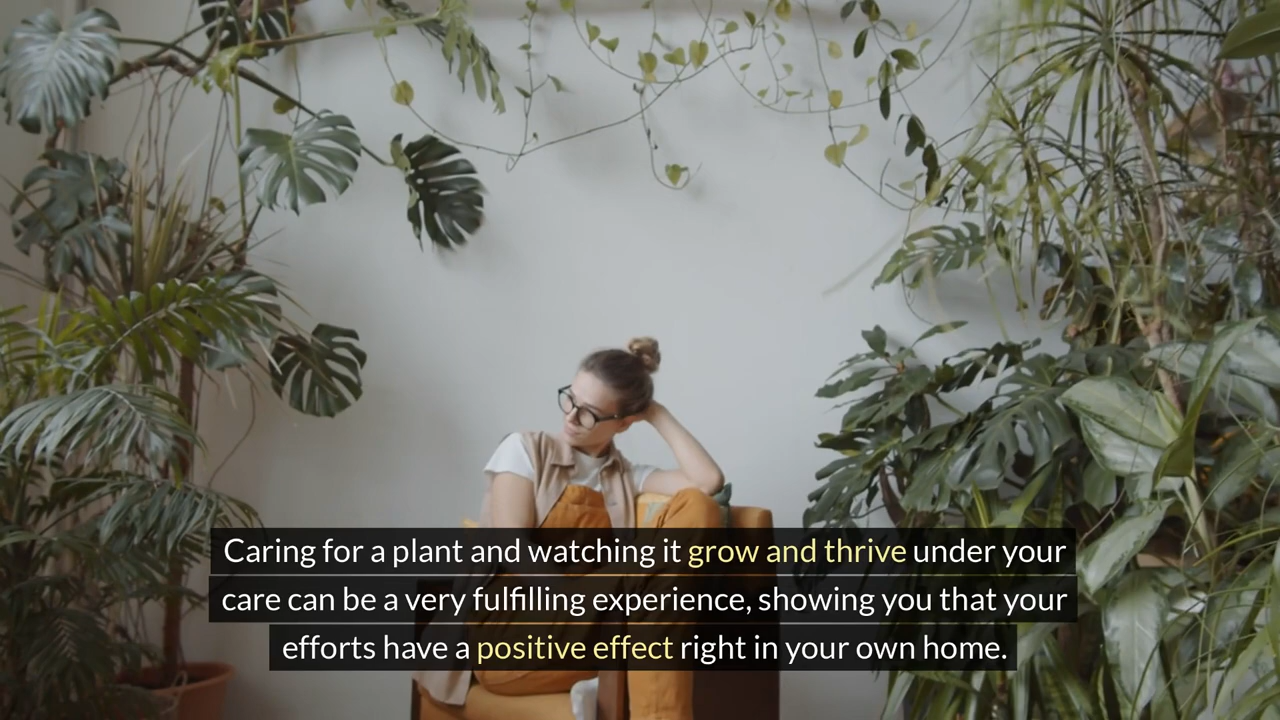 Caring for a plant and watching it grow and thrive under your
care can be a very fulfilling experience, showing you that your
efforts have a positive effect right in your own home.